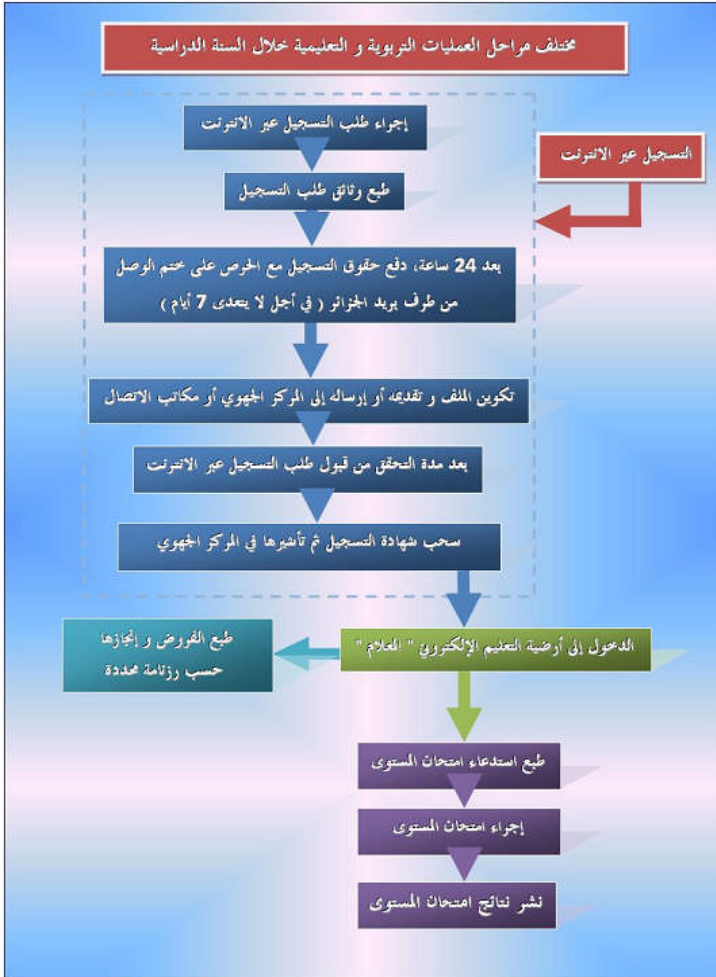 مختلف مراحل العمليات التربوية و التعليمية خلال السنة الدراسية
إجراء طلب التسجيل عبر الانترنت
التسجيل عبر الانترنت
طبع وثائق طلب التسجيل
بعد 24 ساعة، دفع حقوق التسجيل مع الحرص على ختم الوصل
من طرف بريد الجزائر ( في أجل لا يتعدى 7 أيام )
تكوين الملف و تقديمه أو إرساله إلى المركز الجهوي أو مكاتب الاتصال
بعد مدة التحقق من قبول طلب التسجيل عبر الانترنت
سحب شهادة التسجيل ثم تأشيرها في المركز الجهوي
الدخول إلى أرضية التعليم الإلكتروني " المعلام "
طبع الفروض و إنجازها
حسب رزنامة محددة
طبع استدعاء امتحان المستوى
إجراء امتحان المستوى
نشر نتائج امتحان المستوى